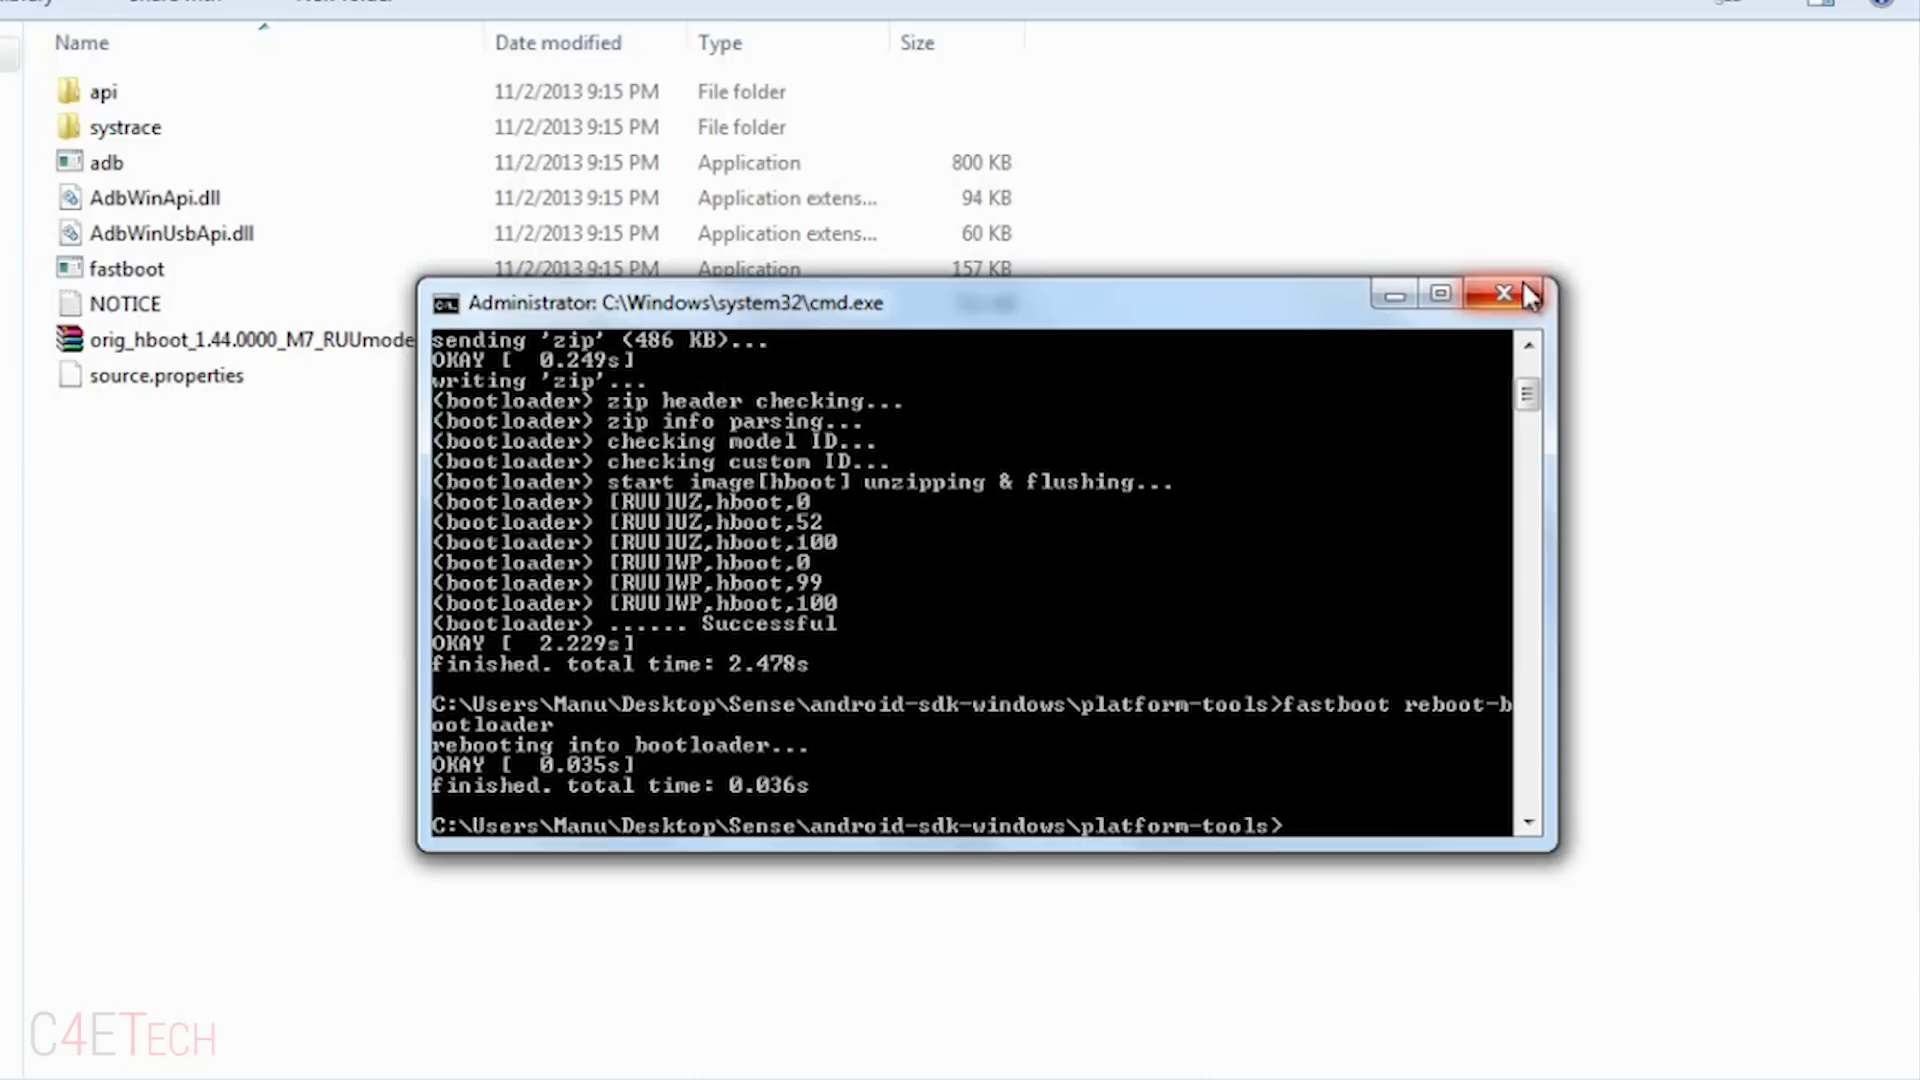 Name Date modified Type Size
api 11/2/2013 9:15 PM File folder
systrace 11/2/2013 9:15 PM File folder
adb 11/2/2013 9:15 PM Application 800 KB
AdbWinApi.dll 11/2/2013 9:15 PM Application extens... 94 KB
AdbWinUsbApi.dll 11/2/2013 9:15 PM Application extens... 60 KB
fastboot 11/2/2013 9:15 PM Application 157 KB
NOTICE
orig_hboot_1.44.0000_M7_RUUmode
source.properties
Administrator: C:\Windows\system32\cmd.exe
sending 'zip' (486 KB)...
OKAY [  0.249s]
writing 'zip'...
(bootloader) zip header checking...
(bootloader) zip info parsing...
(bootloader) checking model ID...
(bootloader) checking custom ID...
(bootloader) start image[hboot] unzipping & flushing...
(bootloader) [RUU]UZ,hboot,0
(bootloader) [RUU]UZ,hboot,52
(bootloader) [RUU]UZ,hboot,100
(bootloader) [RUU]WP,hboot,0
(bootloader) [RUU]WP,hboot,99
(bootloader) [RUU]WP,hboot,100
(bootloader) ...... Successful
OKAY [  2.229s]
finished. total time: 2.478s
C:\Users\Manu\Desktop\Sense\android-sdk-windows\platform-tools>fastboot reboot-b
ootloader
rebooting into bootloader...
OKAY [  0.035s]
finished. total time: 0.036s
C:\Users\Manu\Desktop\Sense\android-sdk-windows\platform-tools>
C4ETECH